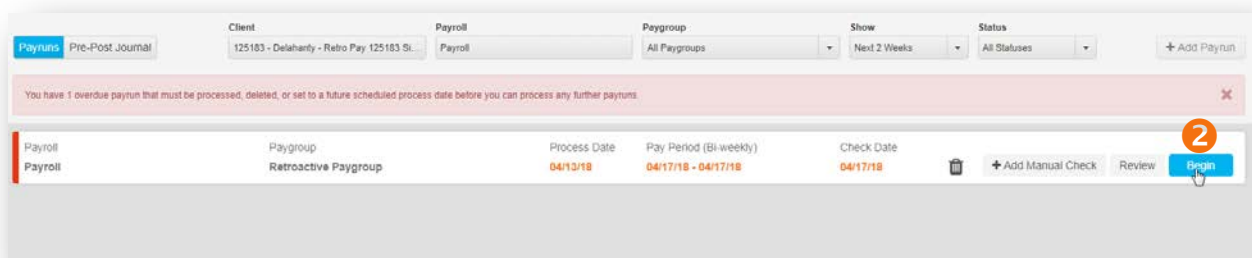 Client Payroll Paygroup Show Status
Payruns Pre-Post Journal 125183 - Delahanty - Retro Pay 125183 Si... Payroll All Paygroups Next 2 Weeks All Statuses + Add Payrun
You have 1 overdue payrun that must be processed, deleted, or set to a future scheduled process date before you can process any further payruns.
2
Payroll Paygroup Process Date Pay Period (Bi-weekly) Check Date
Payroll Retroactive Paygroup 04/13/18 04/17/18 - 04/17/18 04/17/18 + Add Manual Check Review Begin